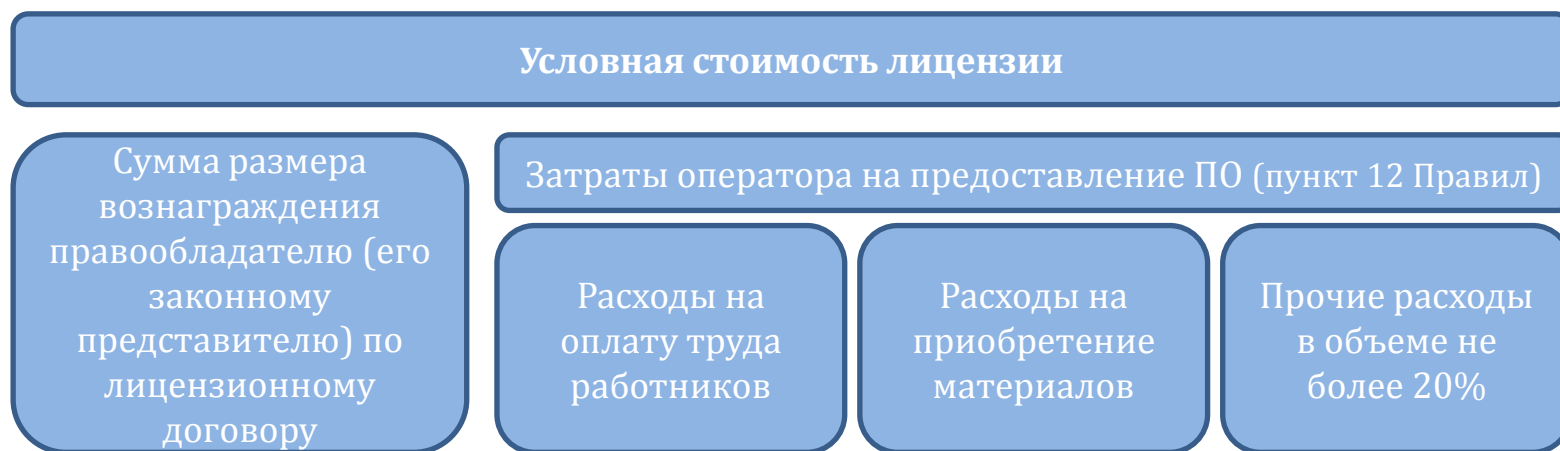 Условная стоимость лицензии
Сумма размера
вознаграждения
правообладателю (его
законному
представителю) по
лицензионному
договору
Затраты оператора на предоставление ПО (пункт 12 Правил)
Расходы на
оплату труда
работников
Расходы на
приобретение
материалов
Прочие расходы
в объеме не
более 20%